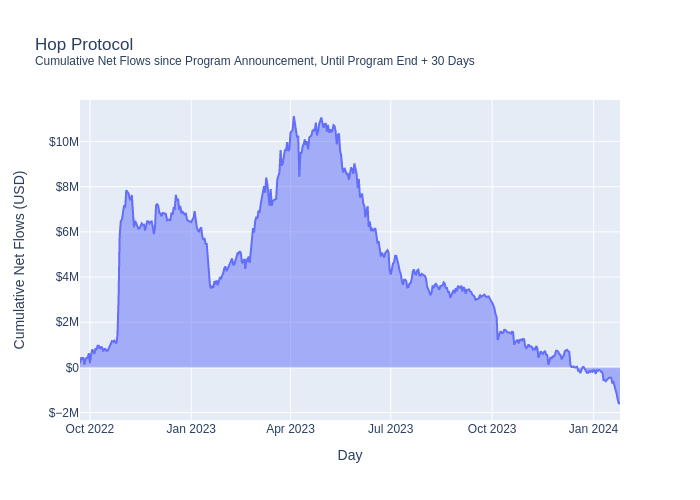 Hop Protocol
Cumulative Net Flows since Program Announcement, Until Program End + 30 Days
Cumulative Net Flows (USD)
$10M
$8M
$6M
$4M
$2M
$0
$−2M
Oct 2022 Jan 2023 Apr 2023 Jul 2023 Oct 2023 Jan 2024
Day